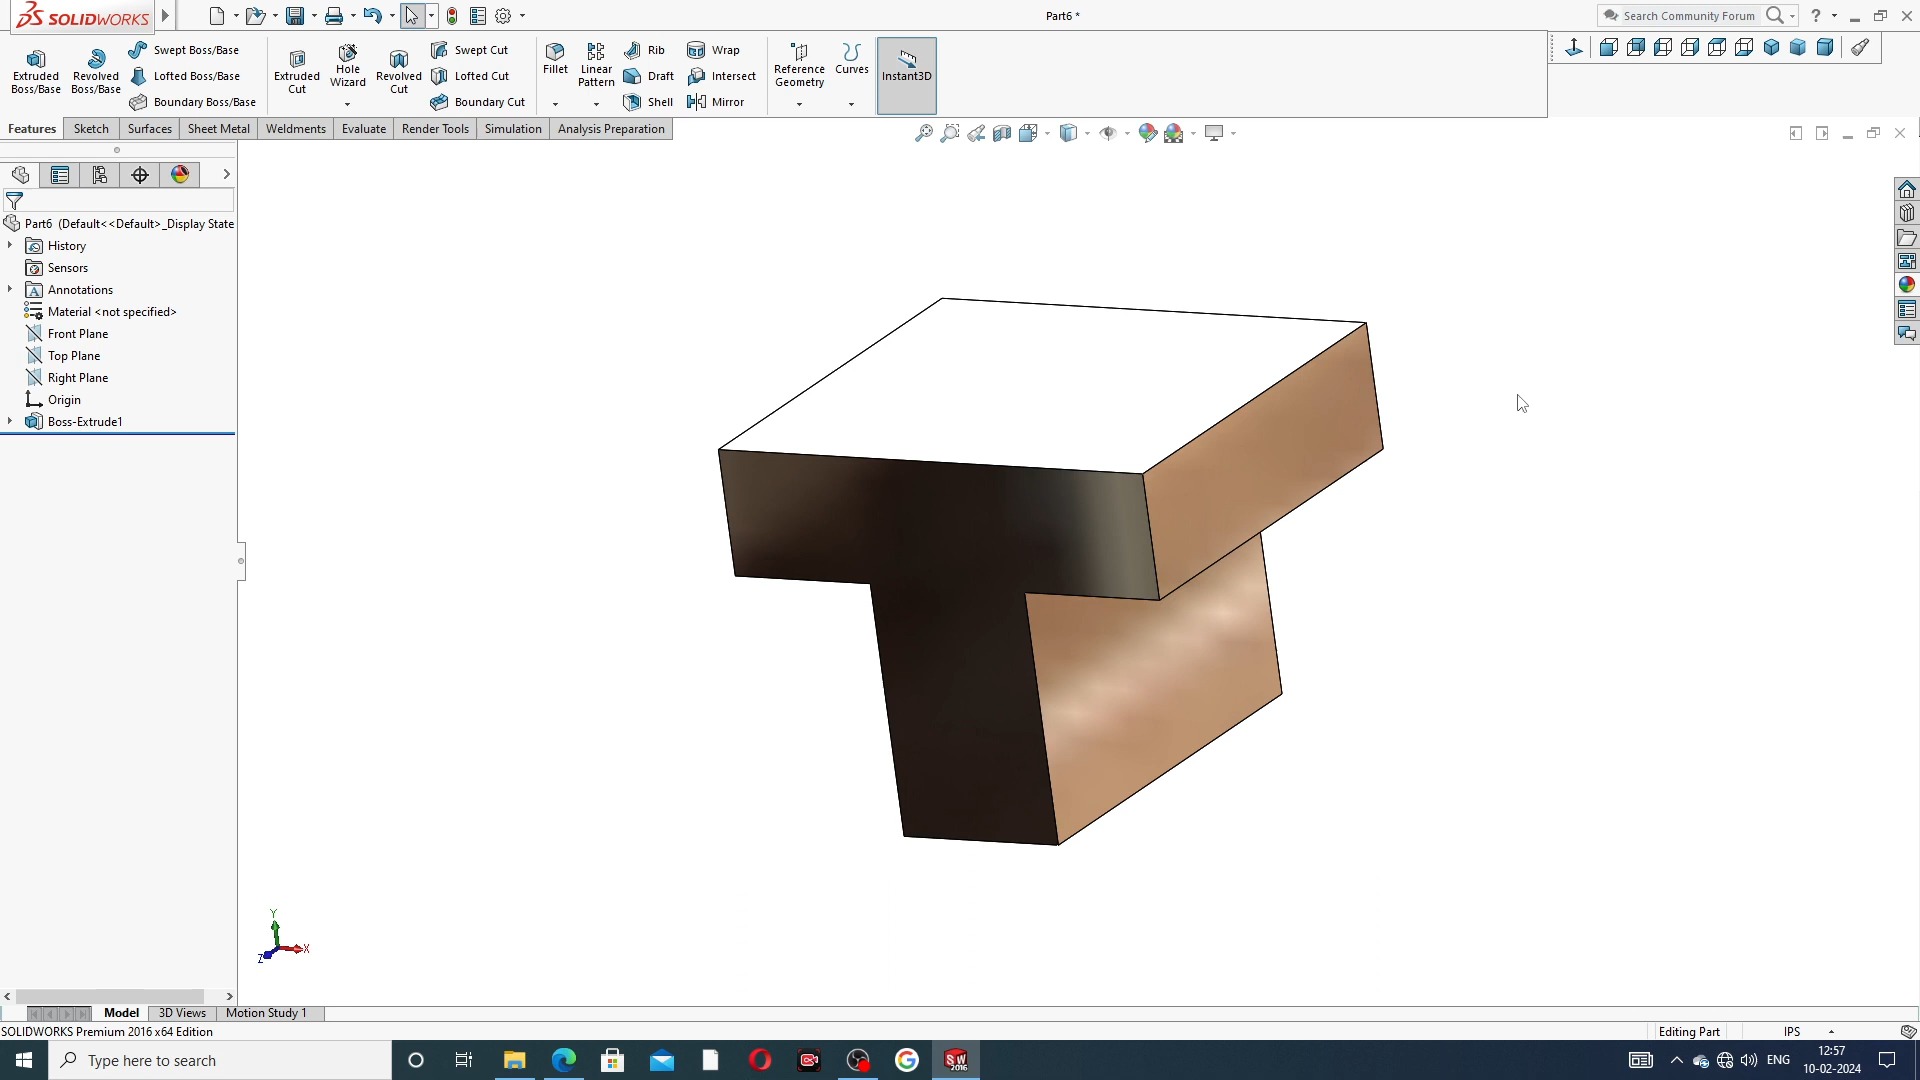 SOLIDWORKS
Part6 *
Search Community Forum
?
Extruded Boss/Base
Revolved Boss/Base
Swept Boss/Base
Lofted Boss/Base
Boundary Boss/Base
Extruded Cut
Hole Wizard
Revolved Cut
Swept Cut
Lofted Cut
Boundary Cut
Fillet
Linear Pattern
Rib
Draft
Shell
Wrap
Intersect
Mirror
Reference Geometry
Curves
Instant3D
Features
Sketch
Surfaces
Sheet Metal
Weldments
Evaluate
Render Tools
Simulation
Analysis Preparation
Part6 (Default<<Default>_Display State
History
Sensors
Annotations
Material <not specified>
Front Plane
Top Plane
Right Plane
Origin
Boss-Extrude1
Y
X
Z
Model
3D Views
Motion Study 1
SOLIDWORKS Premium 2016 x64 Edition
Editing Part
IPS
Type here to search
SW
2016
ENG
12:57
10-02-2024